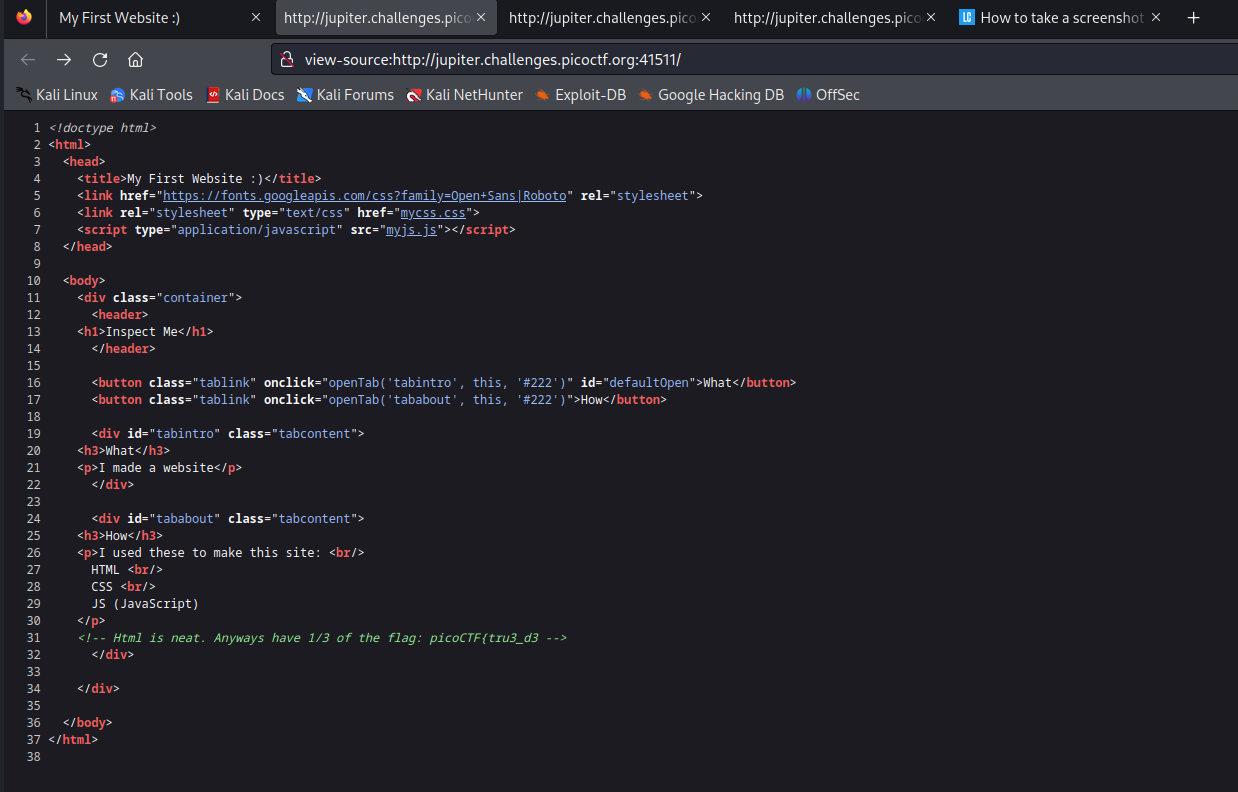 My First Website :) × http://jupiter.challenges.pico × http://jupiter.challenges.pico × http://jupiter.challenges.pico × LG How to take a screenshot × +
view-source:http://jupiter.challenges.picoctf.org:41511/
Kali Linux Kali Tools Kali Docs Kali Forums Kali NetHunter Exploit-DB Google Hacking DB OffSec
1 <!doctype html>
2 <html>
3 <head>
4 <title>My First Website :)</title>
5 <link href="https://fonts.googleapis.com/css?family=Open+Sans|Roboto" rel="stylesheet">
6 <link rel="stylesheet" type="text/css" href="mycss.css">
7 <script type="application/javascript" src="myjs.js"></script>
8 </head>
9
10 <body>
11 <div class="container">
12 <header>
13 <h1>Inspect Me</h1>
14 </header>
15
16 <button class="tablink" onclick="openTab('tabintro', this, '#222')" id="defaultOpen">What</button>
17 <button class="tablink" onclick="openTab('tababout', this, '#222')">How</button>
18
19 <div id="tabintro" class="tabcontent">
20 <h3>What</h3>
21 <p>I made a website</p>
22 </div>
23
24 <div id="tababout" class="tabcontent">
25 <h3>How</h3>
26 <p>I used these to make this site: <br/>
27 HTML <br/>
28 CSS <br/>
29 JS (JavaScript)
30 </p>
31 <!-- Html is neat. Anyways have 1/3 of the flag: picoCTF{tru3_d3 -->
32 </div>
33
34 </div>
35
36 </body>
37 </html>
38